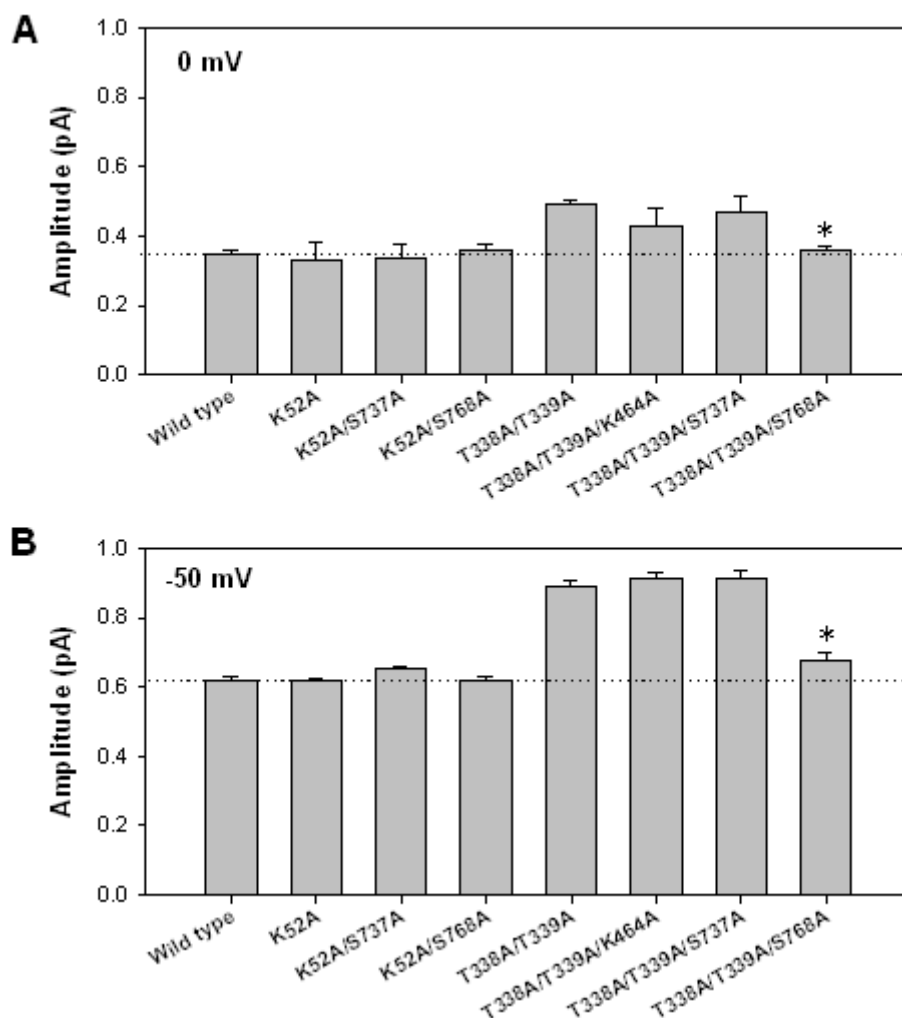 A
0 mV
Amplitude (pA)
1.0
0.8
0.6
0.4
0.2
0.0
*
Wild type
K52A
K52A/S737A
K52A/S768A
T338A/T339A
T338A/T339A/K464A
T338A/T339A/S737A
T338A/T339A/S768A
B
-50 mV
Amplitude (pA)
1.0
0.8
0.6
0.4
0.2
0.0
*
Wild type
K52A
K52A/S737A
K52A/S768A
T338A/T339A
T338A/T339A/K464A
T338A/T339A/S737A
T338A/T339A/S768A